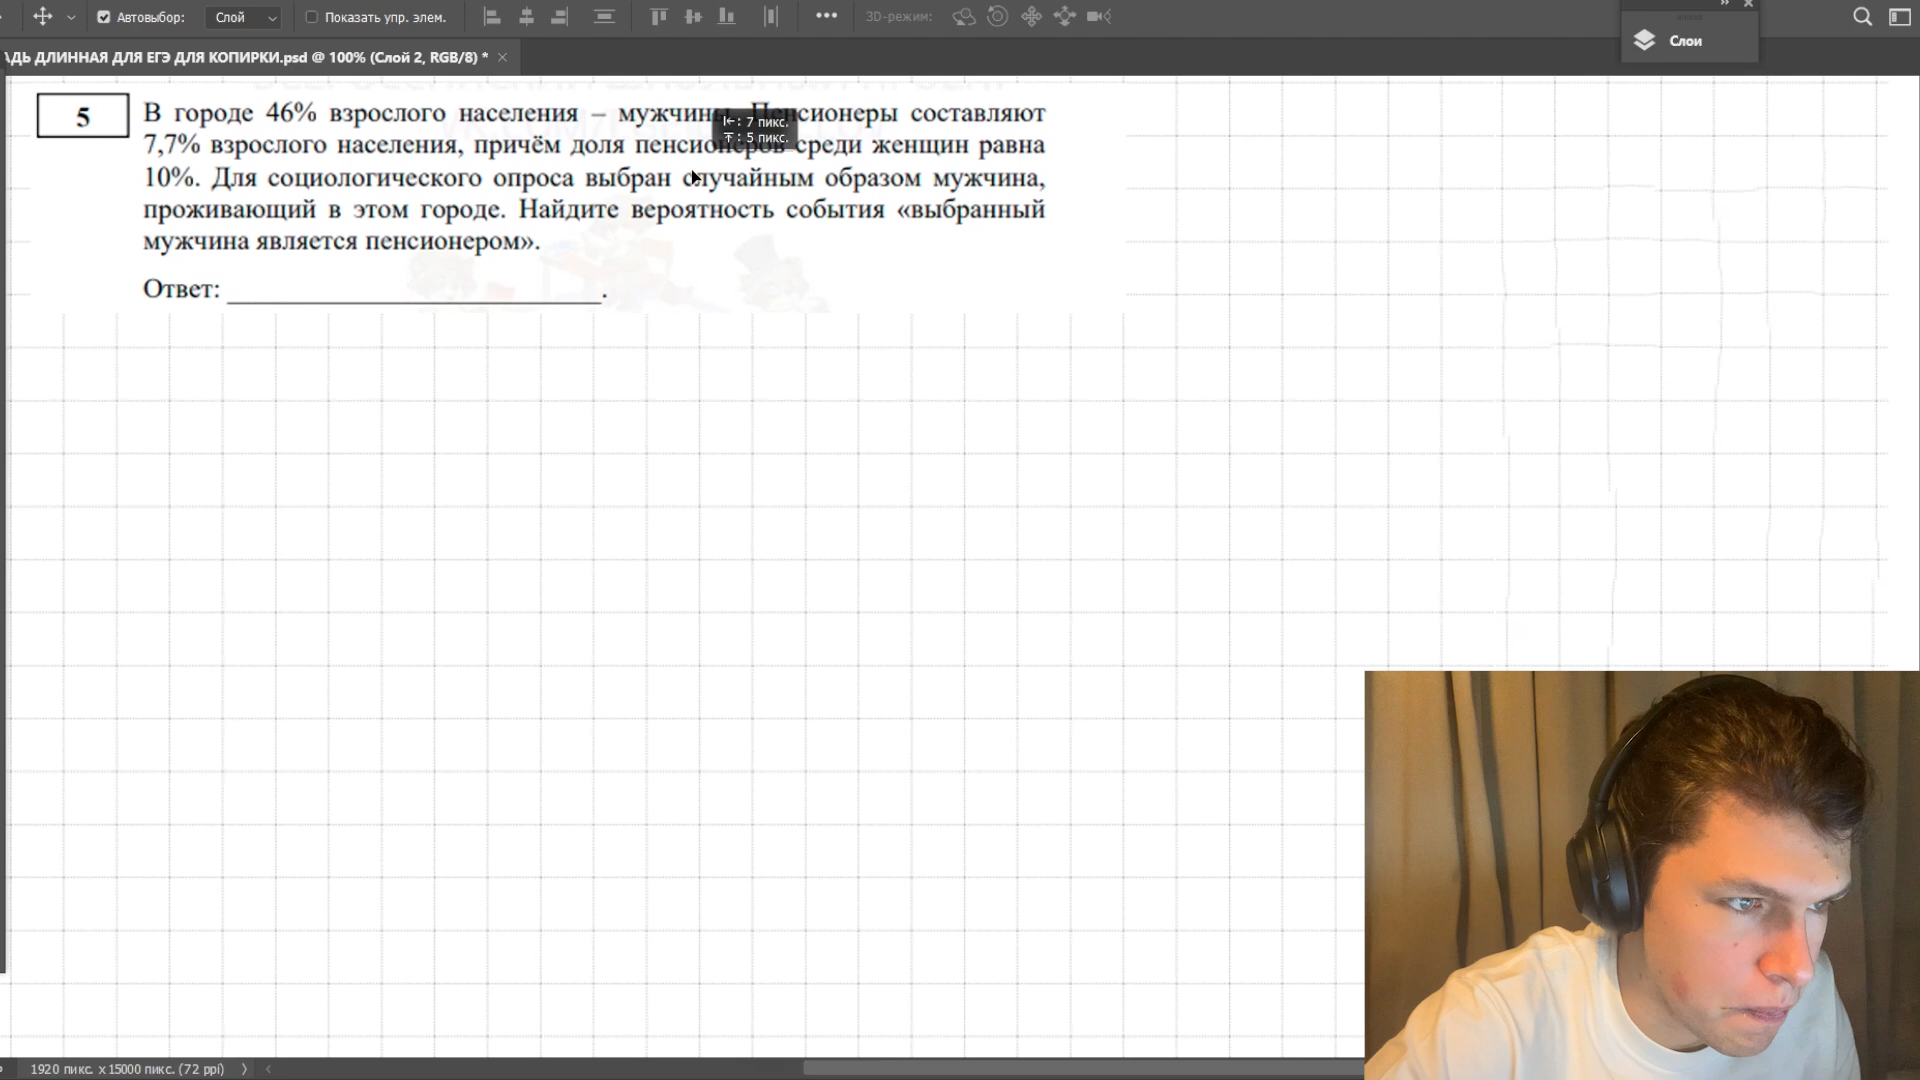 Автовыбор: Слой Показать упр. элем. 3D-режим:
Слои
АДЬ ДЛИННАЯ ДЛЯ ЕГЭ ДЛЯ КОПИРКИ.psd @ 100% (Слой 2, RGB/8) *
5
В городе 46% взрослого населения – мужчины. Пенсионеры составляют
7,7% взрослого населения, причём доля пенсионеров среди женщин равна
10%. Для социологического опроса выбран случайным образом мужчина,
проживающий в этом городе. Найдите вероятность события «выбранный
мужчина является пенсионером».
: 7 пикс.
: 5 пикс.
Ответ: ____________________________.
1920 пикс. x 15000 пикс. (72 ppi)